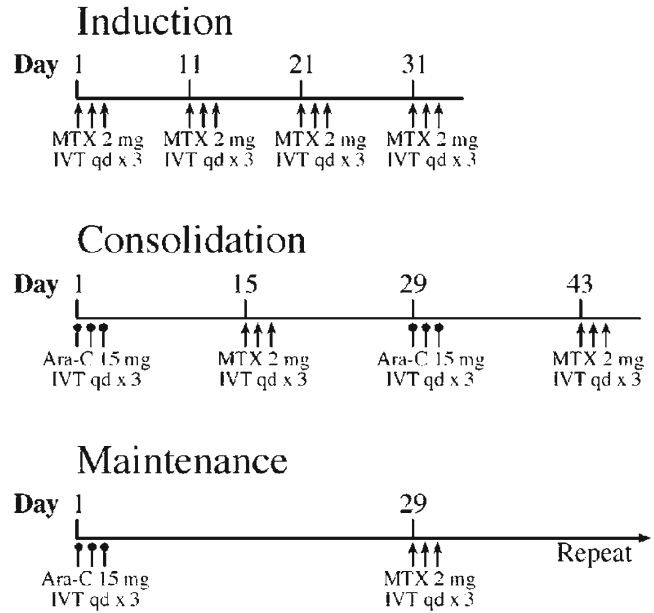 Induction
Day 1 11 21 31
MTX 2 mg MTX 2 mg MTX 2 mg MTX 2 mg
IVT qd x 3 IVT qd x 3 IVT qd x 3 IVT qd x 3
Consolidation
Day 1 15 29 43
Ara-C 15 mg MTX 2 mg Ara-C 15 mg MTX 2 mg
IVT qd x 3 IVT qd x 3 IVT qd x 3 IVT qd x 3
Maintenance
Day 1 29
Repeat
Ara-C 15 mg MTX 2 mg
IVT qd x 3 IVT qd x 3